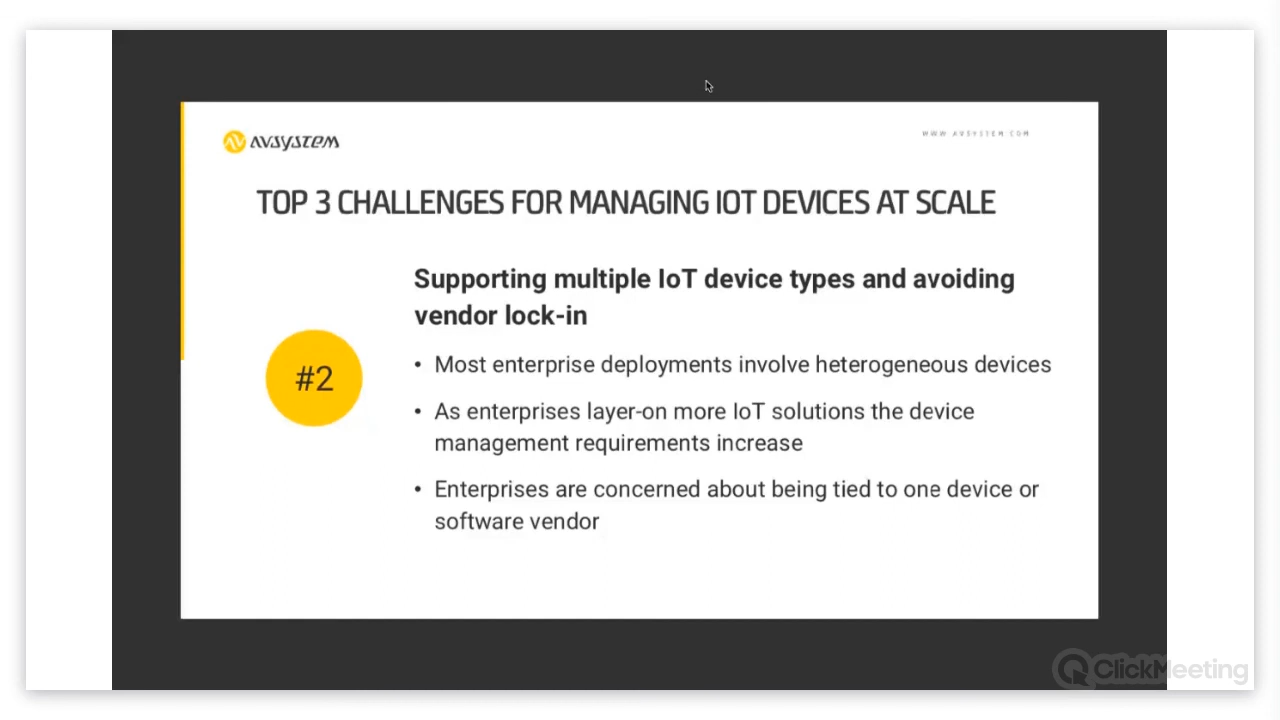 AVSYSTEM
WWW.AVSYSTEM.COM
TOP 3 CHALLENGES FOR MANAGING IOT DEVICES AT SCALE
Supporting multiple IoT device types and avoiding
vendor lock-in
#2
• Most enterprise deployments involve heterogeneous devices
• As enterprises layer-on more IoT solutions the device
management requirements increase
• Enterprises are concerned about being tied to one device or
software vendor
ClickMeeting